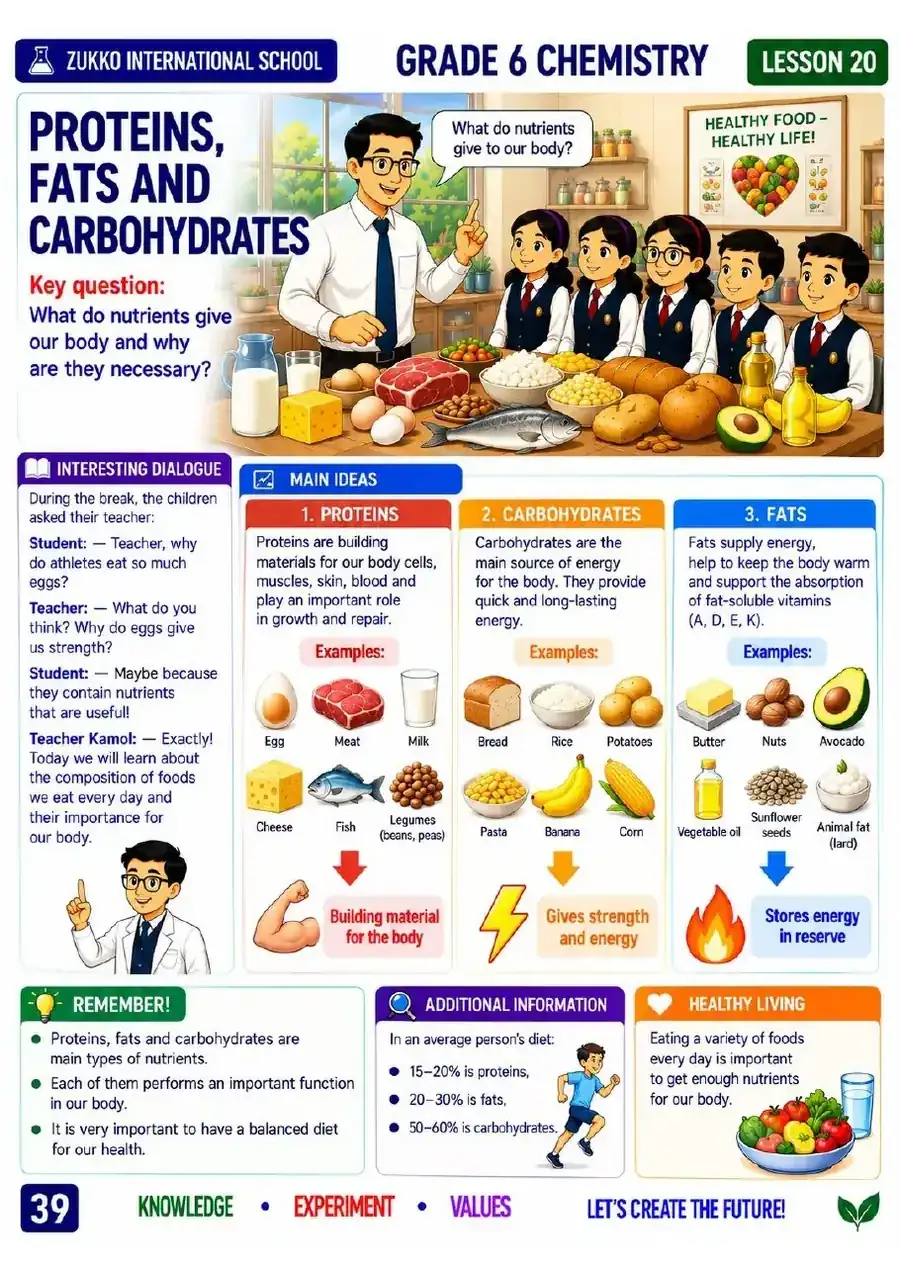 ZUKKO INTERNATIONAL SCHOOL
GRADE 6 CHEMISTRY
LESSON 20
PROTEINS,
FATS AND
CARBOHYDRATES
Key question:
What do nutrients give
our body and why
are they necessary?
What do nutrients
give to our body?
HEALTHY FOOD –
HEALTHY LIFE!
INTERESTING DIALOGUE
During the break, the children
asked their teacher:
Student: — Teacher, why
do athletes eat so much
eggs?
Teacher: — What do you
think? Why do eggs give
us strength?
Student: — Maybe because
they contain nutrients
that are useful!
Teacher Kamol: — Exactly!
Today we will learn about
the composition of foods
we eat every day and
their importance for
our body.
MAIN IDEAS
1. PROTEINS
Proteins are building
materials for our body cells,
muscles, skin, blood and
play an important role
in growth and repair.
Examples:
Egg
Meat
Milk
Cheese
Fish
Legumes
(beans, peas)
Building material
for the body
2. CARBOHYDRATES
Carbohydrates are the
main source of energy
for the body. They provide
quick and long-lasting
energy.
Examples:
Bread
Rice
Potatoes
Pasta
Banana
Corn
Gives strength
and energy
3. FATS
Fats supply energy,
help to keep the body warm
and support the absorption
of fat-soluble vitamins
(A, D, E, K).
Examples:
Butter
Nuts
Avocado
Vegetable oil
Sunflower
seeds
Animal fat
(lard)
Stores energy
in reserve
REMEMBER!
● Proteins, fats and carbohydrates are
main types of nutrients.
● Each of them performs an important function
in our body.
● It is very important to have a balanced diet
for our health.
ADDITIONAL INFORMATION
In an average person's diet:
● 15–20% is proteins,
● 20–30% is fats,
● 50–60% is carbohydrates.
HEALTHY LIVING
Eating a variety of foods
every day is important
to get enough nutrients
for our body.
39
KNOWLEDGE • EXPERIMENT • VALUES
LET'S CREATE THE FUTURE!